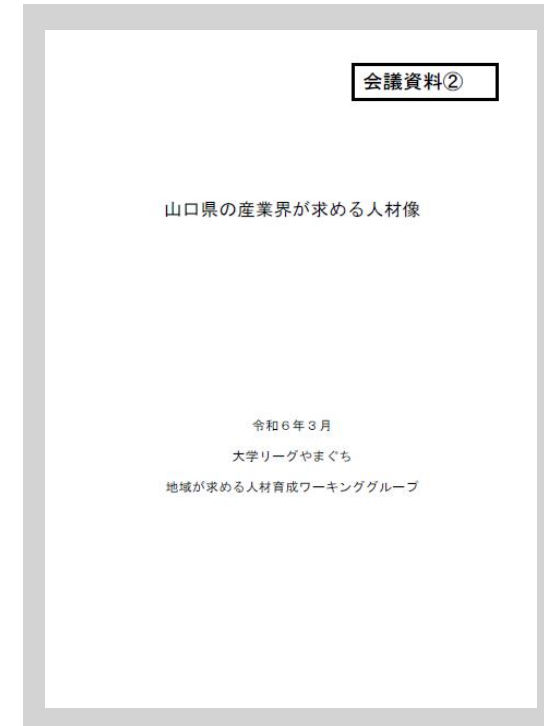 会議資料②
山口県の産業界が求める人材像
令和６年３月
大学リーグやまぐち
地域が求める人材育成ワーキンググループ